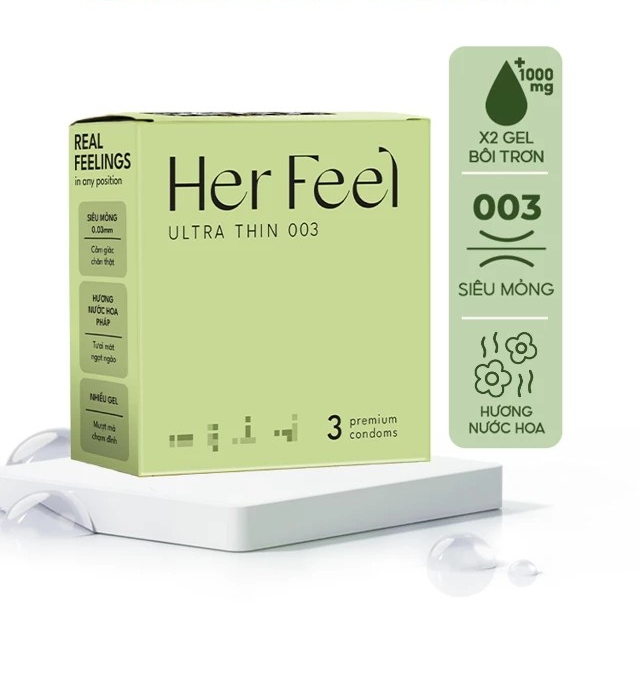 REAL
FEELINGS
in any position
SIÊU MỎNG
0.03mm
Cảm giác
chân thật
HƯƠNG
NƯỚC HOA
PHÁP
Tươi mát
ngọt ngào
NHIỀU GEL
Mượt mà
chạm đỉnh
Her Feel
ULTRA THIN 003
3 premium
condoms
+1000
mg
X2 GEL
BÔI TRƠN
003
SIÊU MỎNG
HƯƠNG
NƯỚC HOA